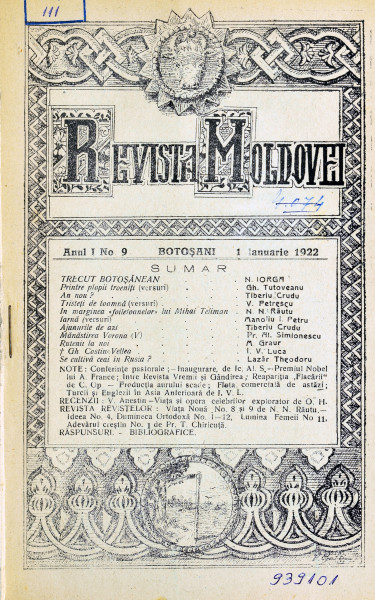 111
REVISTA MOLDOVEI
4074
Anul I No 9 BOTOȘANI 1 Ianuarie 1922
SUMAR
TRECUT BOTOȘĂNEAN . . . N. IORGA
Printre plopii troeniți (versuri) . . Gh. Tutoveanu
An nou? . . . Tiberiu Crudu
Tristeți de toamnă (versuri) . . V. Petrescu
In marginea «foiletoanelor» lui Mihai Teliman . N. N. Răutu
Iarnă (versuri) . . . Manoliu I. Petru
Ajunurile de azi . . . Tiberiu Crudu
Mănăstirea Vorona (V) . . . Pr. Al. Simionescu
Rutenii la noi . . . M Graur
† Gh. Costin-Vellea . . . I. V. Luca
Se cultivă ceai în Rusia? . . . Lazăr Theodoru
NOTE: Conferințe pastorale; – Inaugurare, de Ic. Al. S, – Premiul Nobel
lui A. France; Intre Revista Vremii și Gândirea; Reapariția „Flacării"
de C. Op — Producția aurului scade; Flota comercială de astăzi;
Turcii și Englezii în Asia Anterioară de I. V. L.
RECENZII: V. Anestin – Viața și opera celebrilor explorator de O. H.
REVISTA REVISTELOR: Viața Nouă No. 8 și 9 de N. N. Răutu. –
Ideea No. 4, Dumineca Ortodoxă No. 1—12, Lumina Femeii No 11,
Adevărul creștin No. 1 de Pr. T. Chiricuță.
RĂSPUNSURI. – BIBLIOGRAFICE.
939101